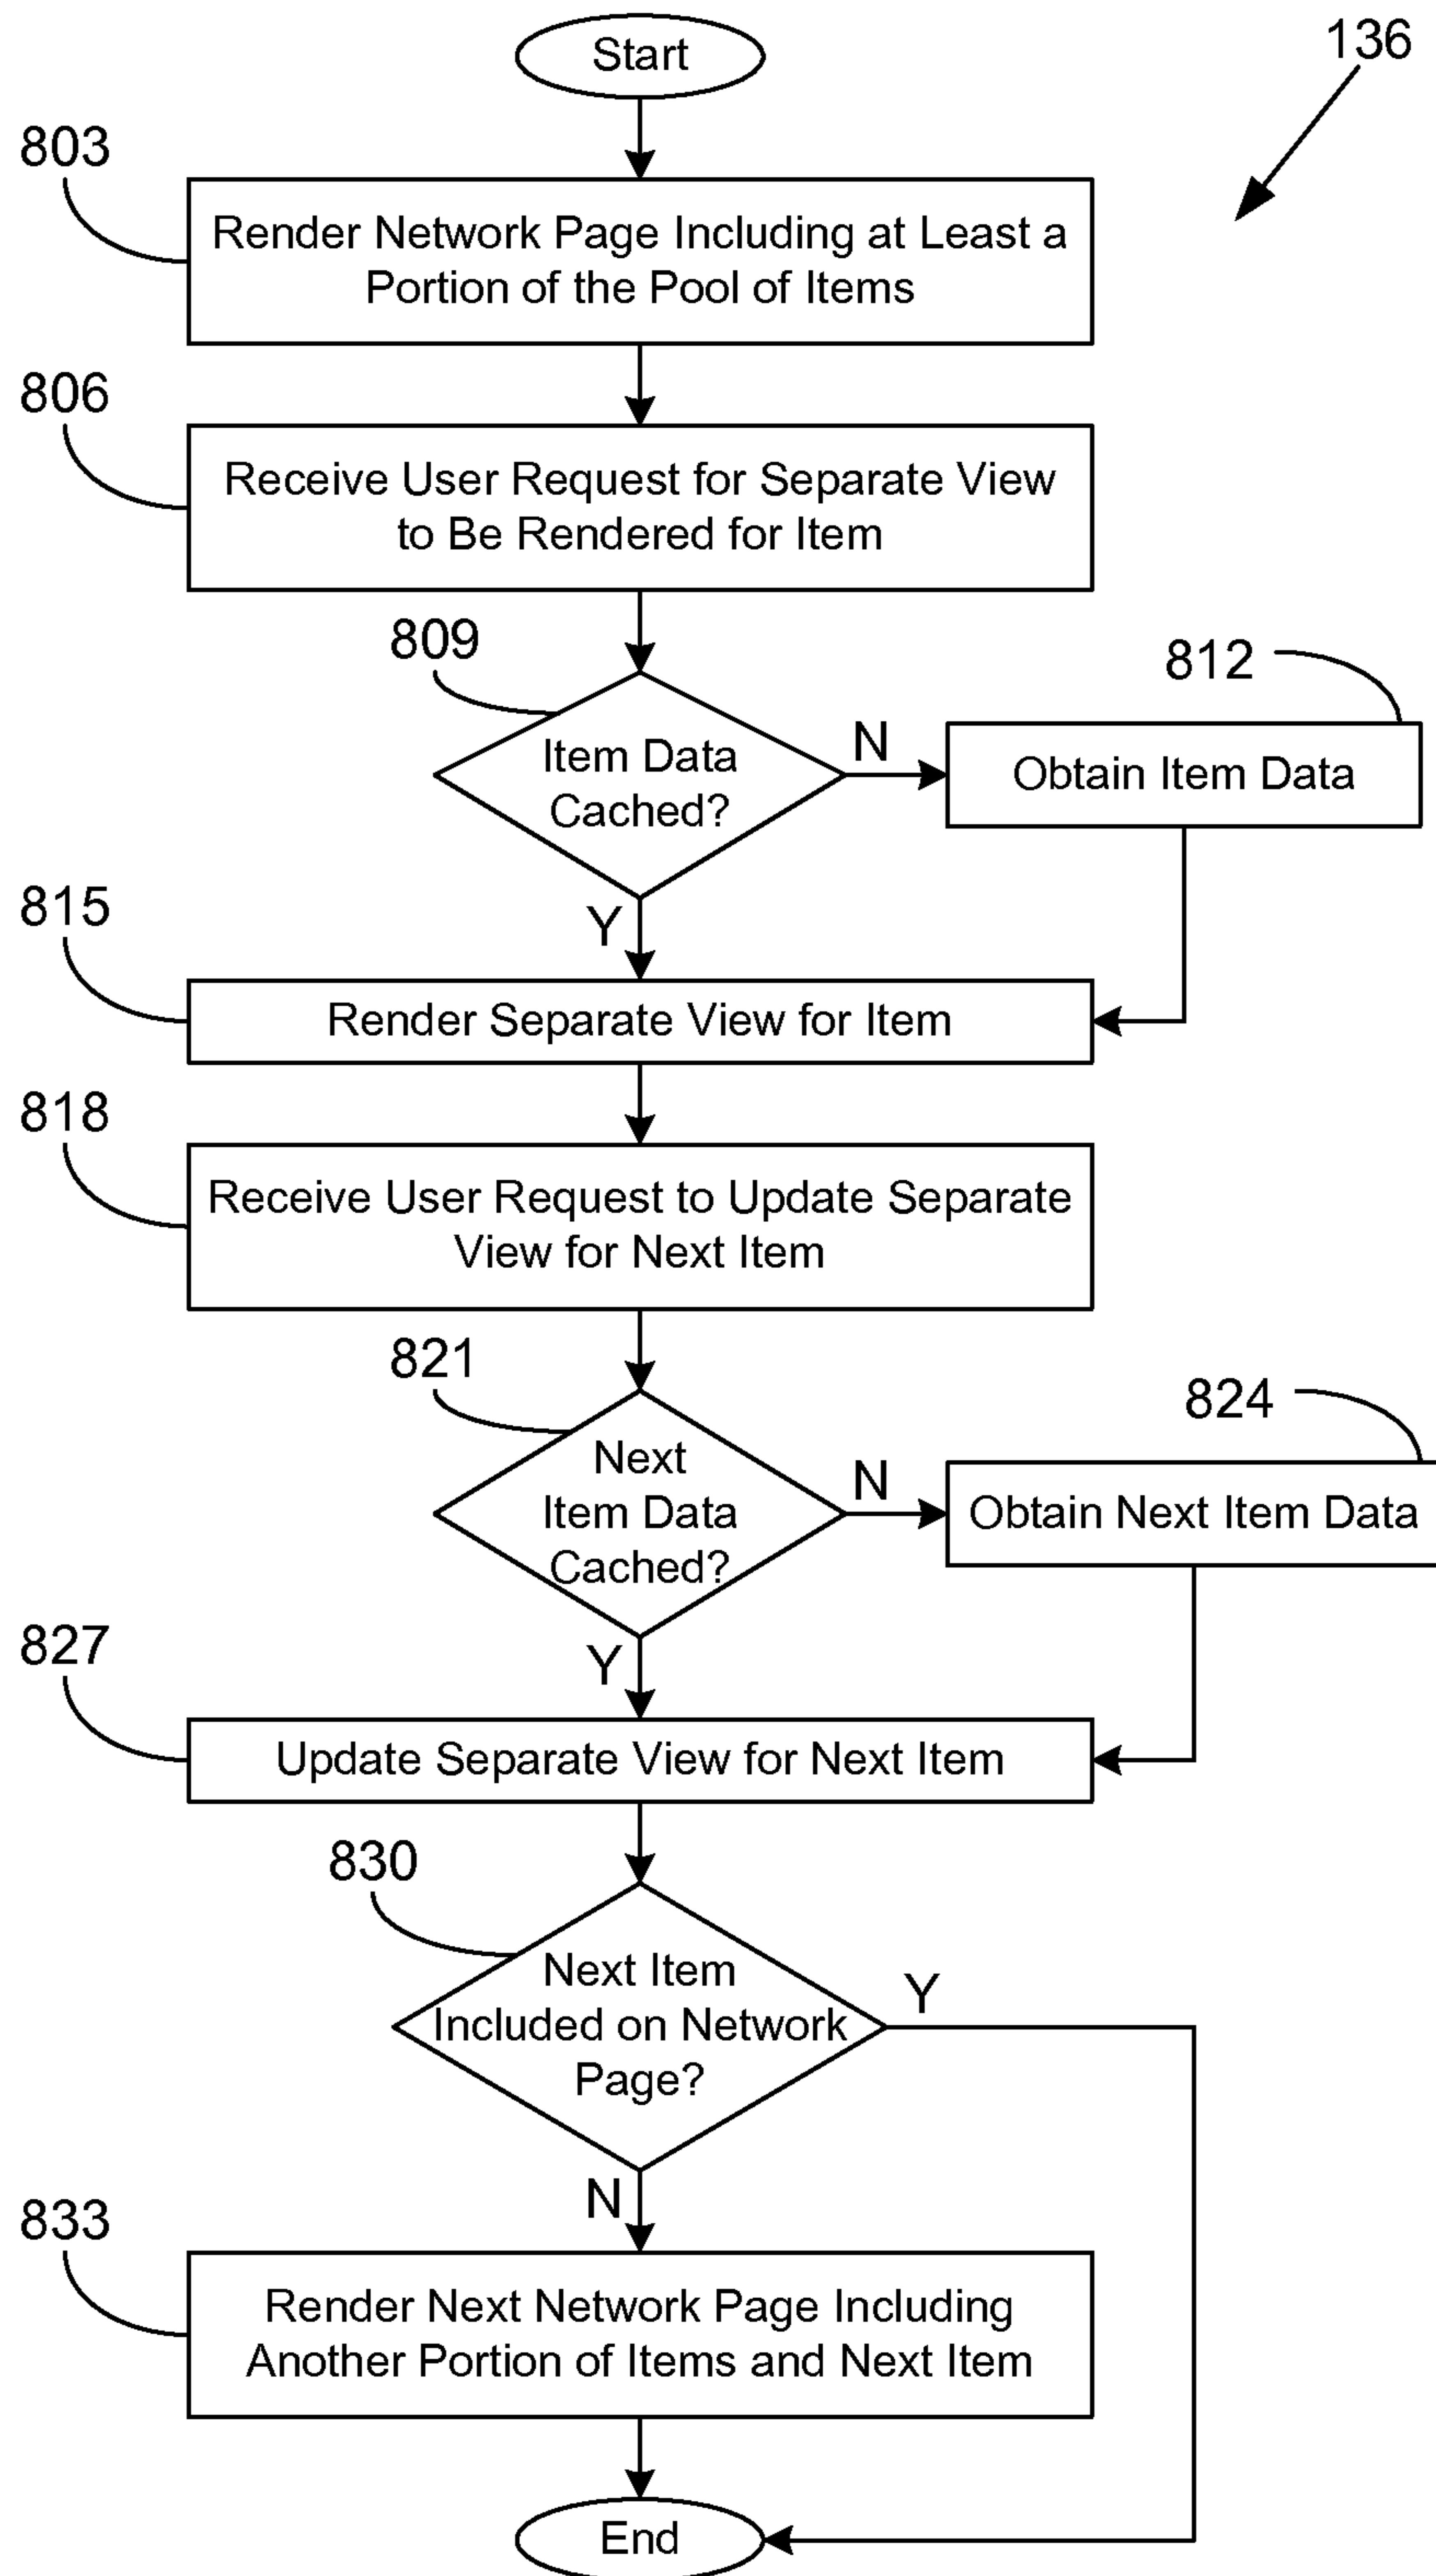 Start
136
803
Render Network Page Including at Least a
Portion of the Pool of Items
806
Receive User Request for Separate View
to Be Rendered for Item
809
812
Item Data
Cached?
N
Obtain Item Data
Y
815
Render Separate View for Item
818
Receive User Request to Update Separate
View for Next Item
821
824
Next
Item Data
Cached?
N
Obtain Next Item Data
Y
827
Update Separate View for Next Item
830
Next Item
Included on Network
Page?
Y
N
833
Render Next Network Page Including
Another Portion of Items and Next Item
End